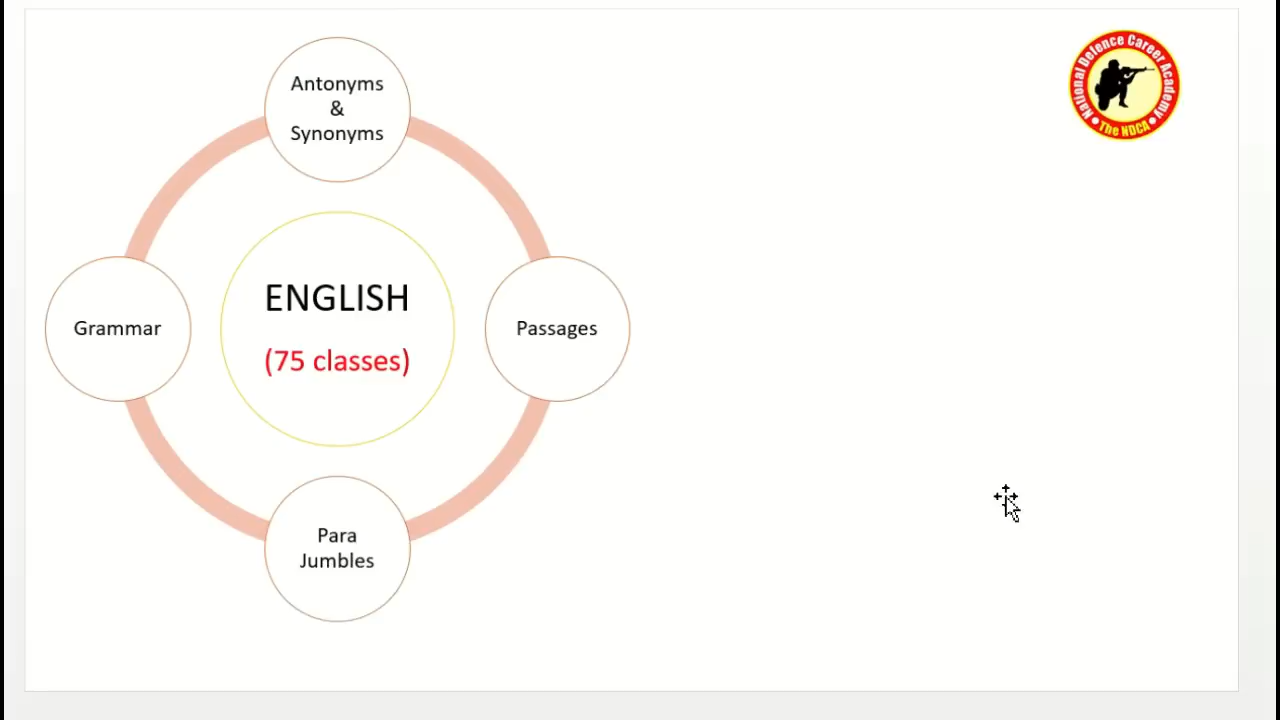 Antonyms
&
Synonyms
National Defence Career Academy
The NDCA
ENGLISH
(75 classes)
Grammar
Passages
Para
Jumbles